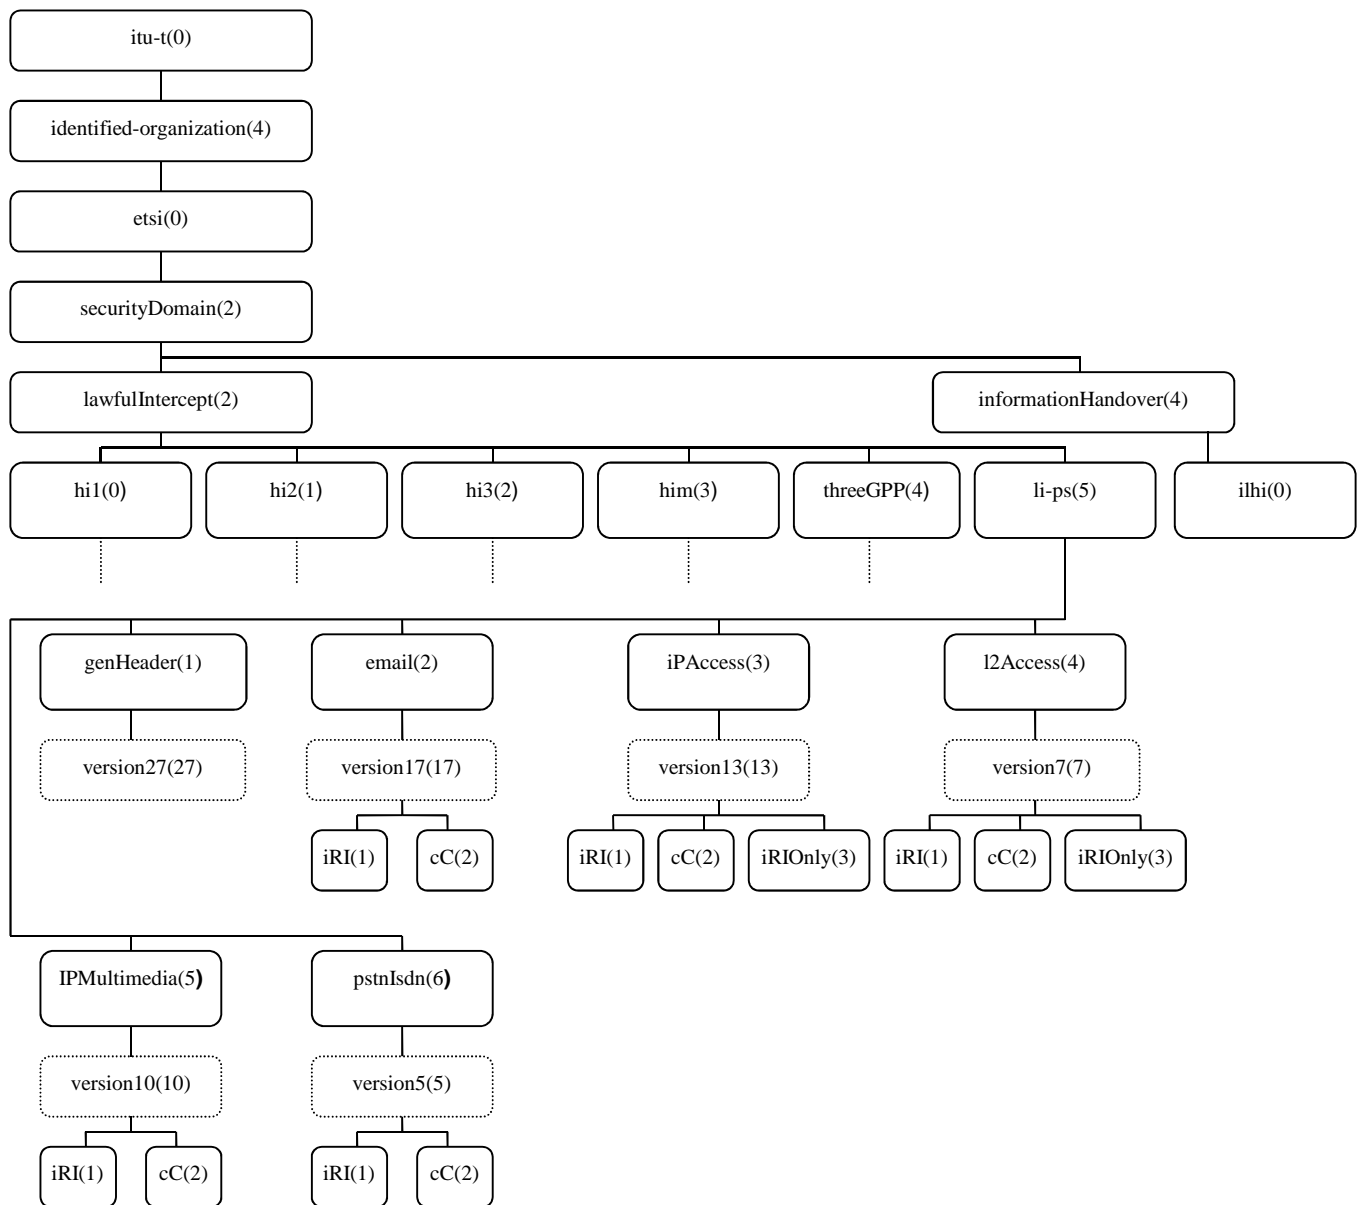 itu-t(0)
identified-organization(4)
etsi(0)
securityDomain(2)
lawfulIntercept(2)
informationHandover(4)
hi1(0)
hi2(1)
hi3(2)
him(3)
threeGPP(4)
li-ps(5)
ilhi(0)
genHeader(1)
email(2)
iPAccess(3)
l2Access(4)
version27(27)
version17(17)
version13(13)
version7(7)
iRI(1)
cC(2)
iRI(1)
cC(2)
iRIOnly(3)
iRI(1)
cC(2)
iRIOnly(3)
IPMultimedia(5)
pstnIsdn(6)
version10(10)
version5(5)
iRI(1)
cC(2)
iRI(1)
cC(2)